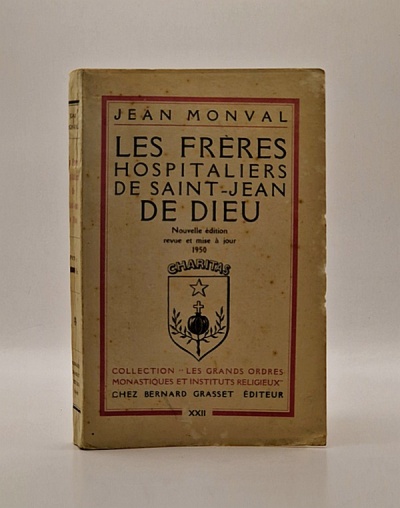 JEAN MONVAL
LES FRÈRES
HOSPITALIERS
DE SAINT-JEAN
DE DIEU
Nouvelle édition
revue et mise à jour
1950
CHARITAS
COLLECTION "LES GRANDS ORDRES
MONASTIQUES ET INSTITUTS RELIGIEUX"
CHEZ BERNARD GRASSET ÉDITEUR
XXII